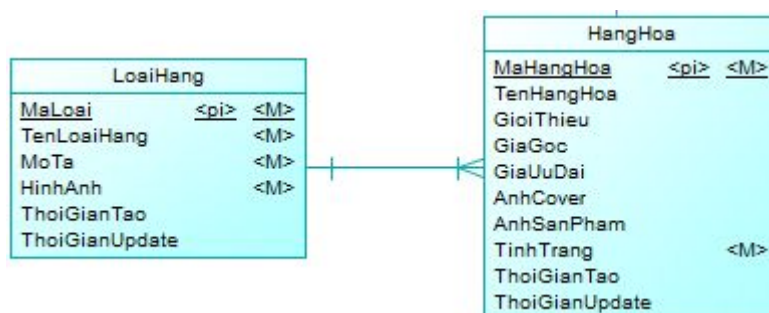 LoaiHang
MaLoai <pi> <M>
TenLoaiHang <M>
MoTa <M>
HinhAnh <M>
ThoiGianTao
ThoiGianUpdate
HangHoa
MaHangHoa <pi> <M>
TenHangHoa
GioiThieu
GiaGoc
GiaUuDai
AnhCover
AnhSanPham
TinhTrang <M>
ThoiGianTao
ThoiGianUpdate